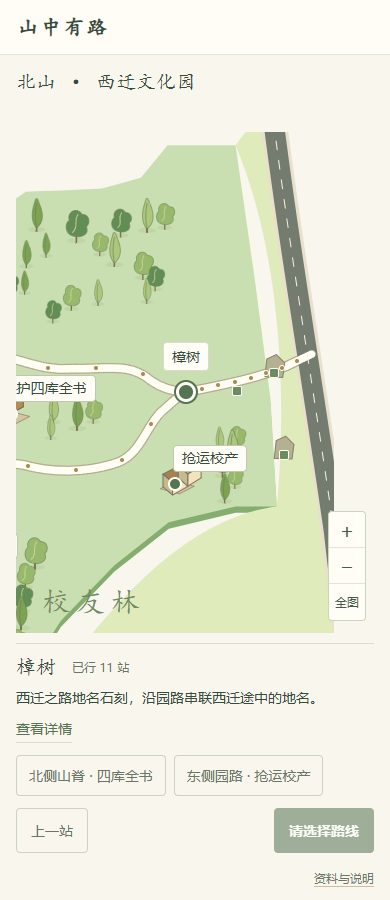 山中有路
北山 • 西迁文化园
樟树
护四库全书
抢运校产
+
−
全图
校友林
樟树 已行 11 站
西迁之路地名石刻，沿园路串联西迁途中的地名。
查看详情
北侧山脊 · 四库全书
东侧园路 · 抢运校产
上一站
请选择路线
资料与说明